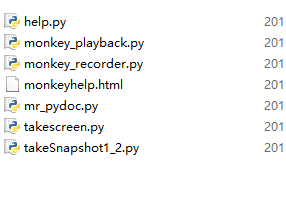 help.py 201
monkey_playback.py 201
monkey_recorder.py 201
monkeyhelp.html 201
mr_pydoc.py 201
takescreen.py 201
takeSnapshot1_2.py 201